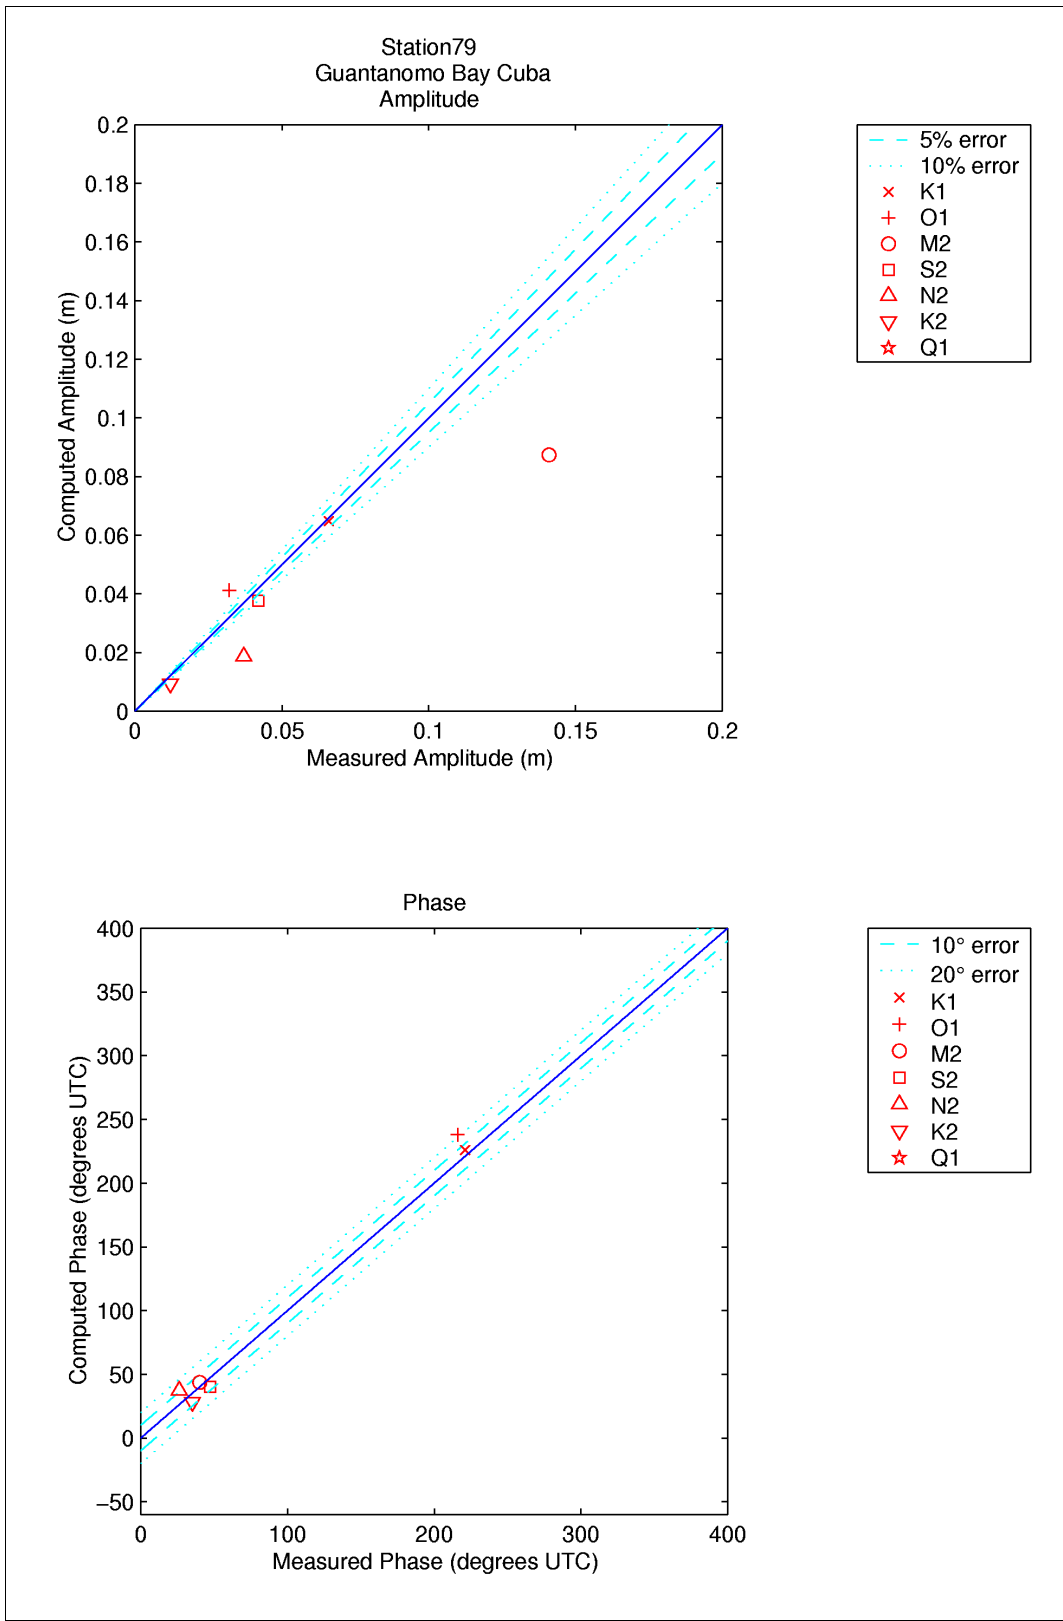 Station79
Guantanomo Bay Cuba
Amplitude
0.2
0.18
0.16
0.14
0.12
0.1
0.08
0.06
0.04
0.02
0
Computed Amplitude (m)
0
0.05
0.1
0.15
0.2
Measured Amplitude (m)
5% error
10% error
K1
O1
M2
S2
N2
K2
Q1
Phase
400
350
300
250
200
150
100
50
0
−50
Computed Phase (degrees UTC)
0
100
200
300
400
Measured Phase (degrees UTC)
10° error
20° error
K1
O1
M2
S2
N2
K2
Q1